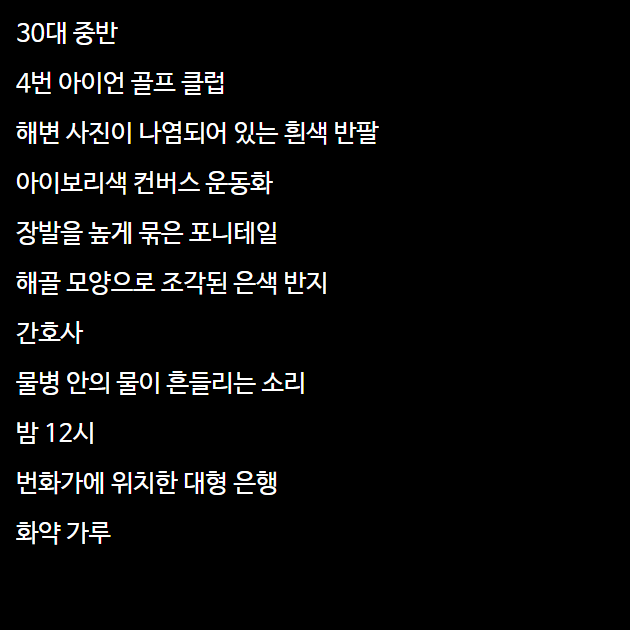 30대 중반
4번 아이언 골프 클럽
해변 사진이 나염되어 있는 흰색 반팔
아이보리색 컨버스 운동화
장발을 높게 묶은 포니테일
해골 모양으로 조각된 은색 반지
간호사
물병 안의 물이 흔들리는 소리
밤 12시
번화가에 위치한 대형 은행
화약 가루